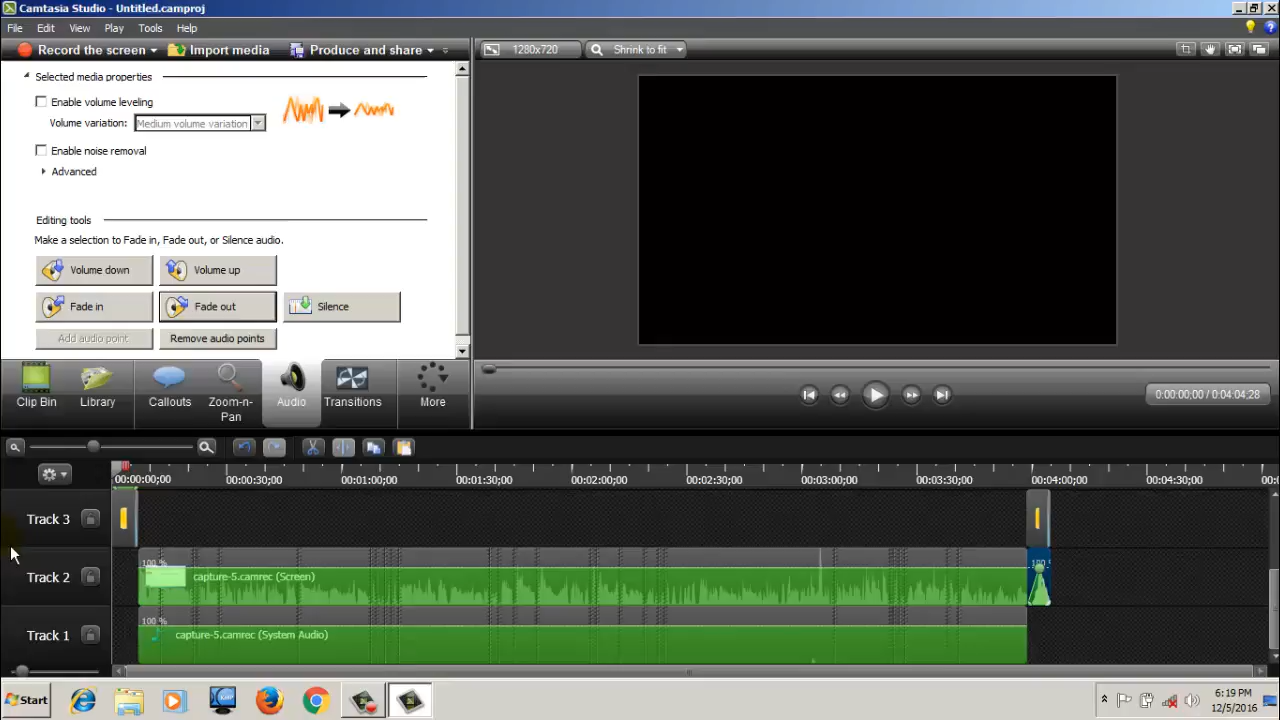 Camtasia Studio - Untitled.camproj
File Edit View Play Tools Help
Record the screen Import media Produce and share
1280x720 Shrink to fit
Selected media properties
Enable volume leveling
Volume variation: Medium volume variation
Enable noise removal
Advanced
Editing tools
Make a selection to Fade in, Fade out, or Silence audio.
Volume down Volume up
Fade in Fade out Silence
Add audio point Remove audio points
Clip Bin Library Callouts Zoom-n-Pan Audio Transitions More
0:00:00;00 / 0:04:04;28
00:00:00;00 00:00:30;00 00:01:00;00 00:01:30;00 00:02:00;00 00:02:30;00 00:03:00;00 00:03:30;00 00:04:00;00 00:04:30;00
Track 3
100 %
Track 2 capture-5.camrec (Screen)
100 %
Track 1 capture-5.camrec (System Audio)
Start
6:19 PM
12/5/2016